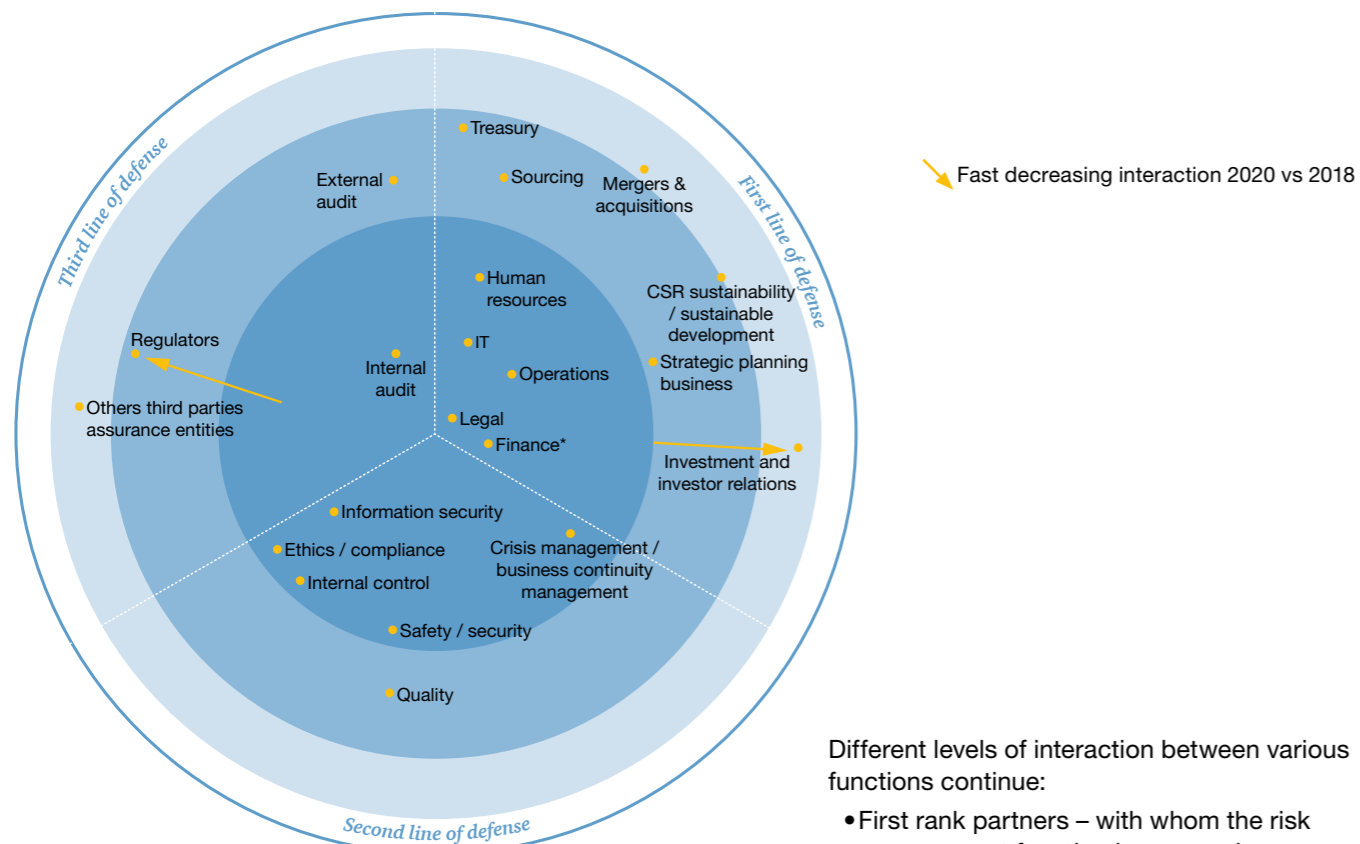 Treasury
External
audit
Sourcing
Mergers &
acquisitions
Fast decreasing interaction 2020 vs 2018
Third line of defense
First line of defense
Human
resources
CSR sustainability
/ sustainable
development
Regulators
IT
Internal
audit
Operations
Strategic planning
business
Others third parties
assurance entities
Legal
Finance*
Investment and
investor relations
Information security
Ethics / compliance
Internal control
Crisis management /
business continuity
management
Safety / security
Quality
Second line of defense
Different levels of interaction between various
functions continue:
•First rank partners – with whom the risk